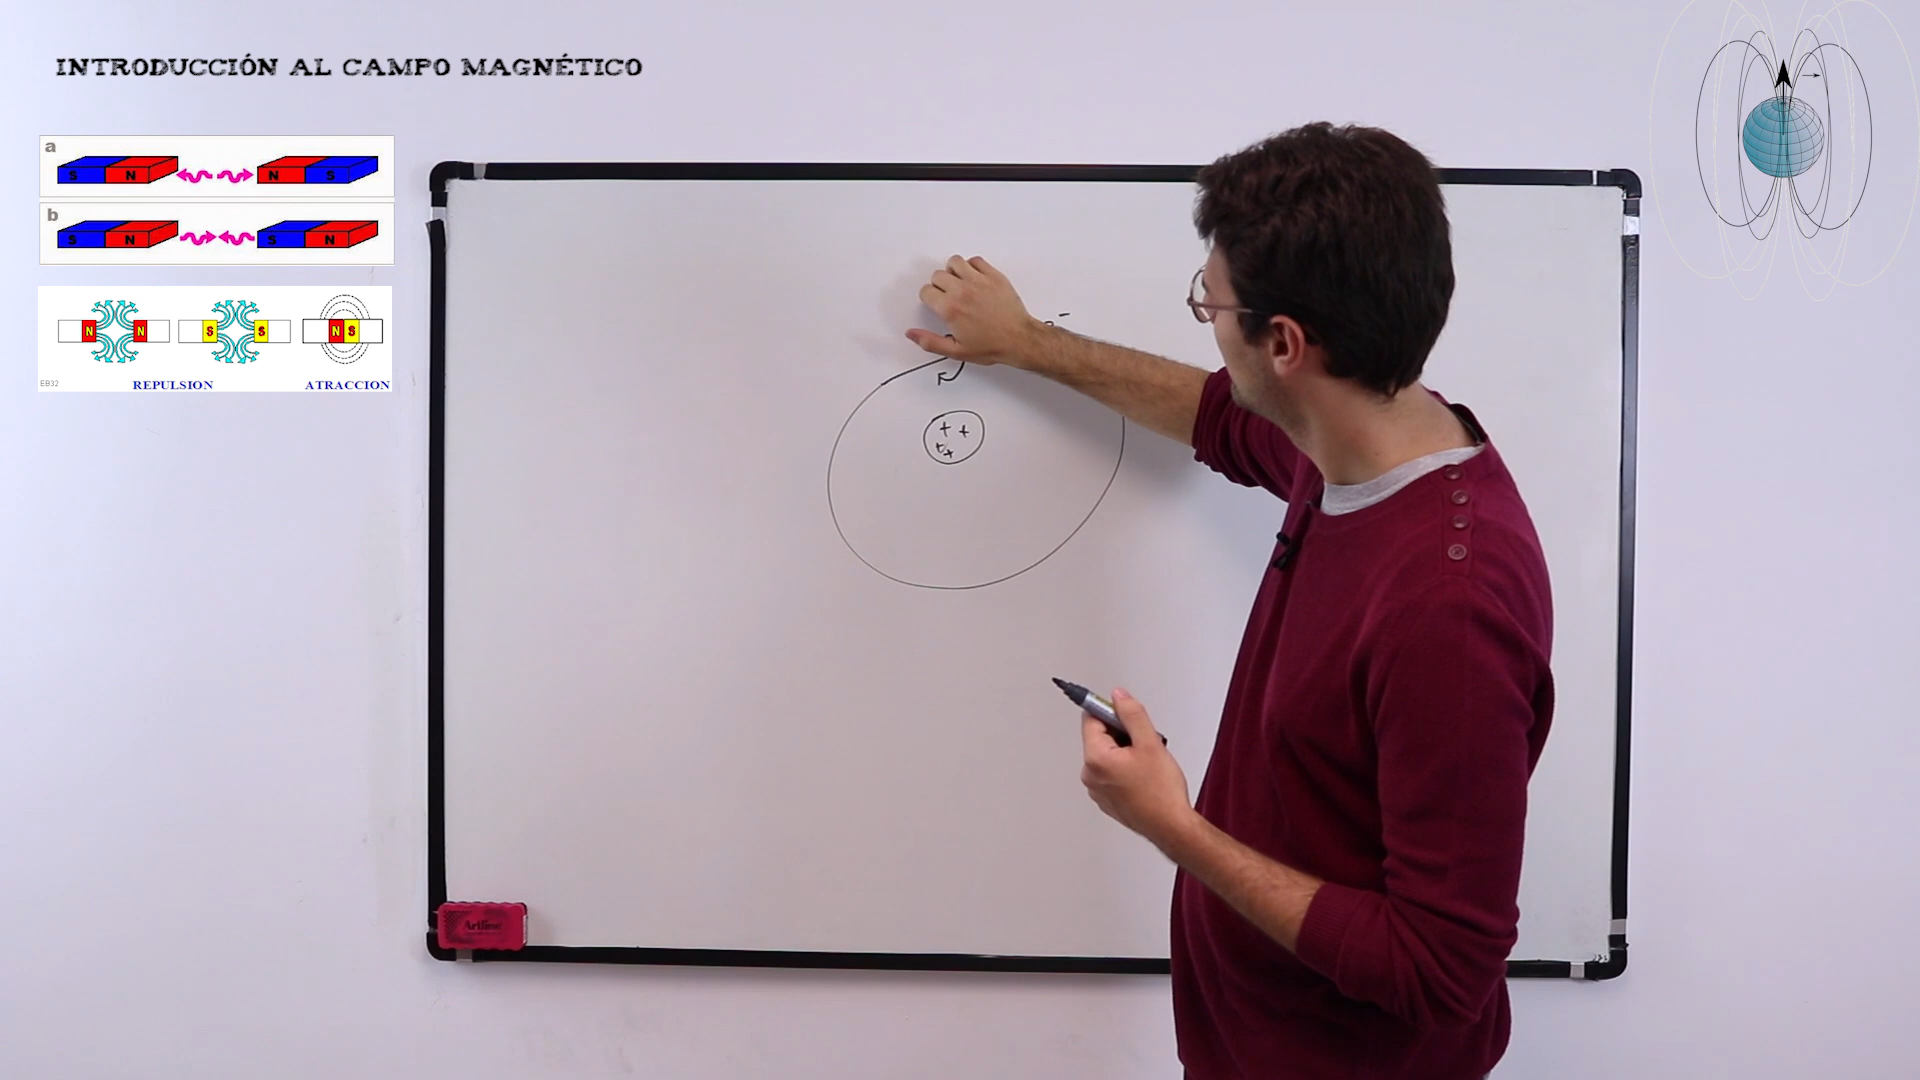 INTRODUCCIÓN AL CAMPO MAGNÉTICO
a
S N N S
b
S N S N
N N S S N S
EB32 REPULSION ATRACCION
+ +
+ +
Artline